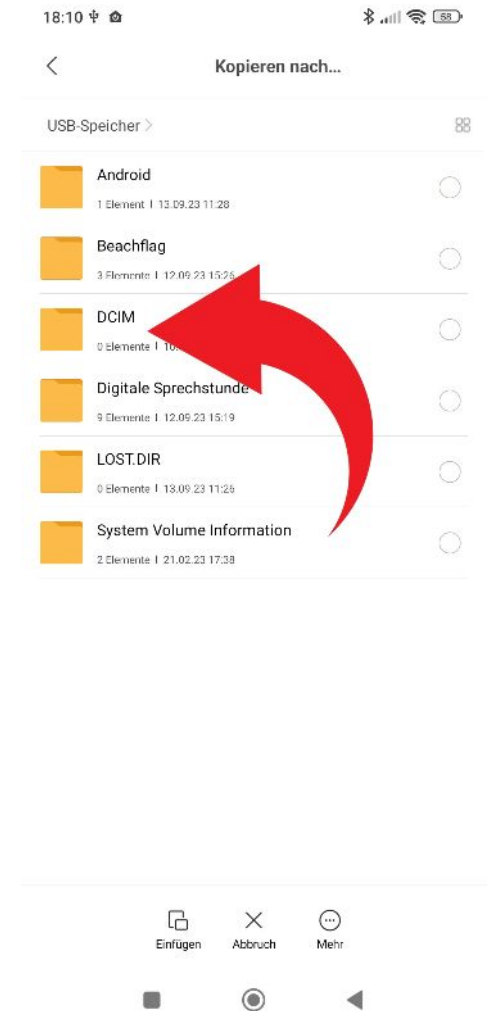 18:10
58
Kopieren nach...
USB-Speicher
Android
1 Element | 13.09.23 11:28
Beachflag
3 Elemente | 12.09.23 15:26
DCIM
0 Elemente |
Digitale Sprechstunde
9 Elemente | 12.09.23 15:19
LOST.DIR
0 Elemente | 13.09.23 11:26
System Volume Information
2 Elemente | 21.02.23 17:38
Einfügen
Abbruch
Mehr